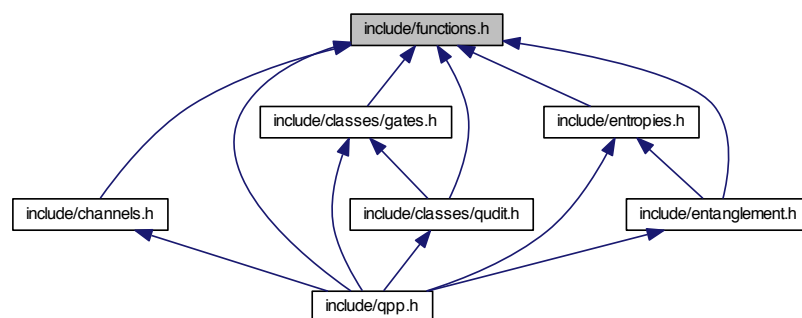 include/functions.h
include/classes/gates.h
include/entropies.h
include/channels.h
include/classes/qudit.h
include/entanglement.h
include/qpp.h